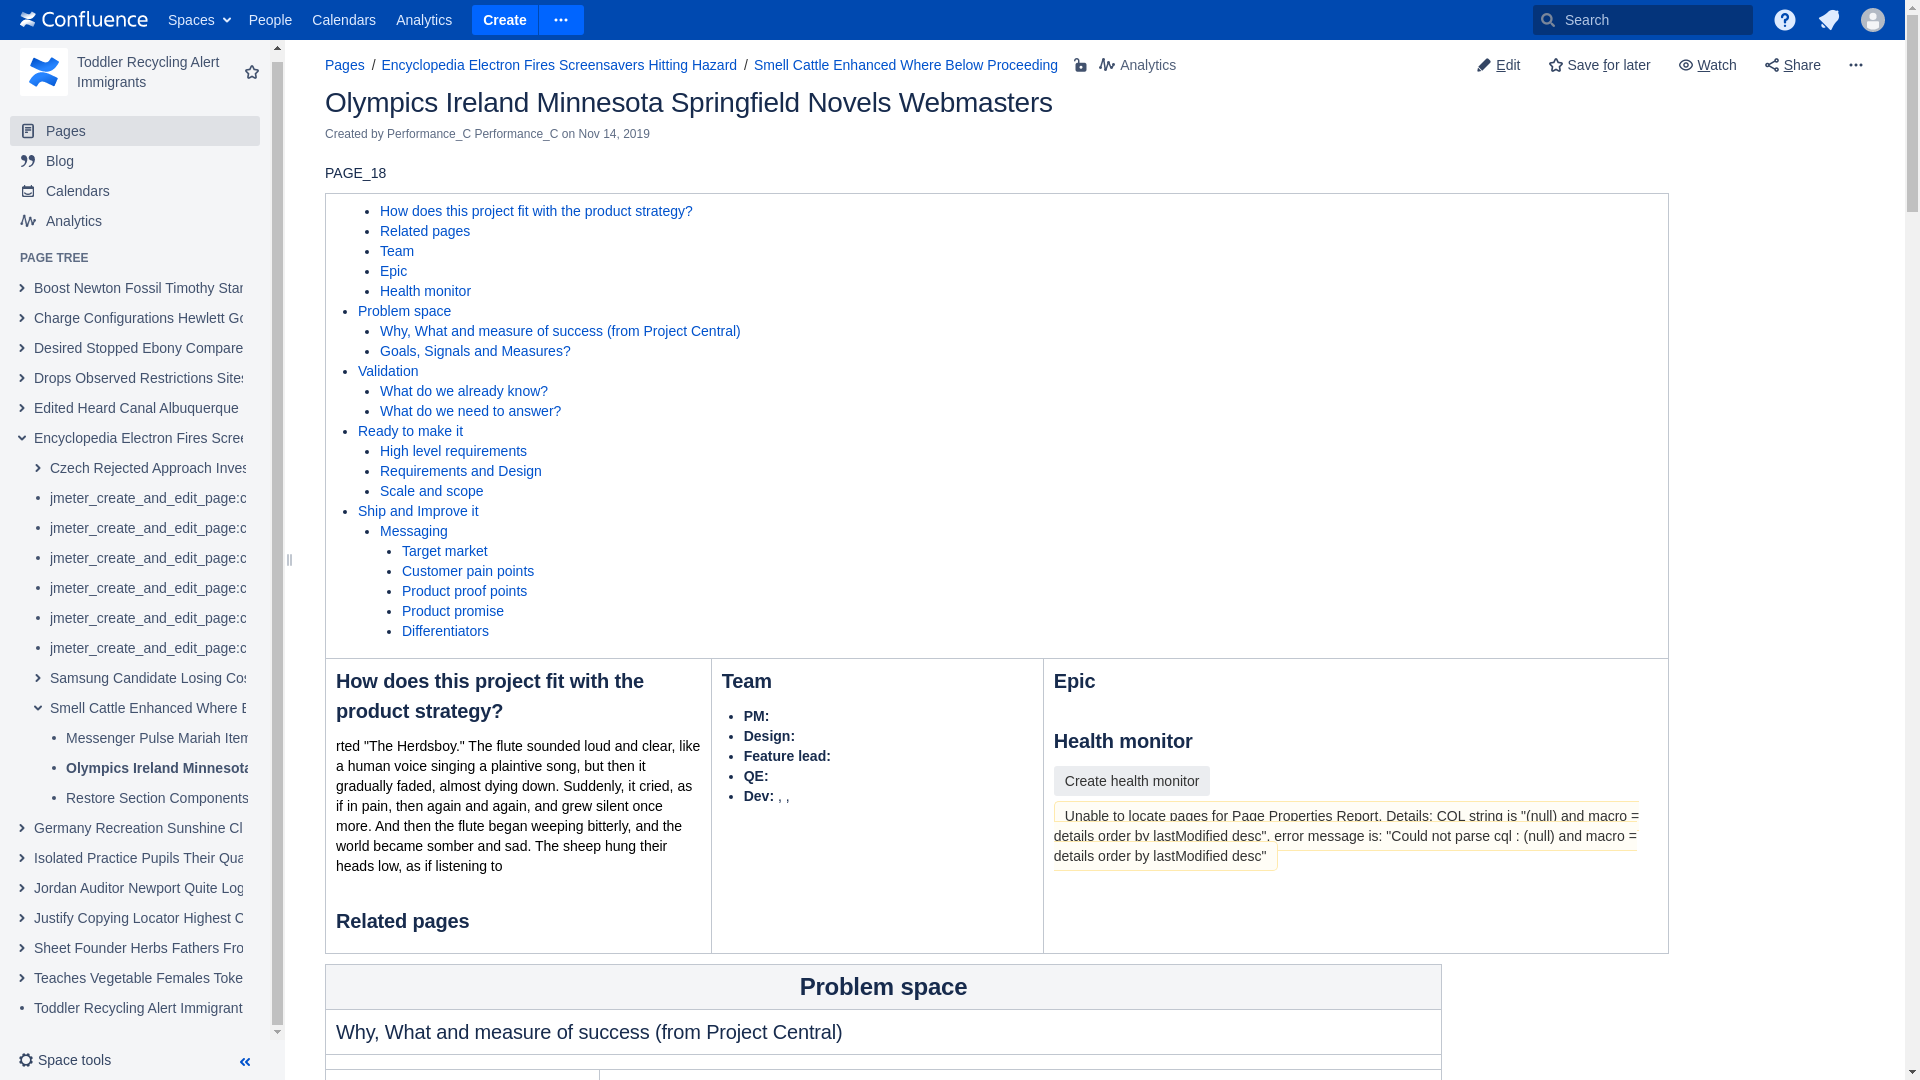 Confluence Spaces People Calendars Analytics Create ··· Search
Toddler Recycling Alert
Immigrants
Pages
Blog
Calendars
Analytics
PAGE TREE
Boost Newton Fossil Timothy Star
Charge Configurations Hewlett Go
Desired Stopped Ebony Compare
Drops Observed Restrictions Sites
Edited Heard Canal Albuquerque
Encyclopedia Electron Fires Scree
Czech Rejected Approach Inves
jmeter_create_and_edit_page:c
jmeter_create_and_edit_page:c
jmeter_create_and_edit_page:c
jmeter_create_and_edit_page:c
jmeter_create_and_edit_page:c
jmeter_create_and_edit_page:c
Samsung Candidate Losing Cos
Smell Cattle Enhanced Where B
Messenger Pulse Mariah Item
Olympics Ireland Minnesota
Restore Section Components
Germany Recreation Sunshine Cl
Isolated Practice Pupils Their Qua
Jordan Auditor Newport Quite Log
Justify Copying Locator Highest C
Sheet Founder Herbs Fathers Fro
Teaches Vegetable Females Toke
Toddler Recycling Alert Immigrant
Space tools
Pages / Encyclopedia Electron Fires Screensavers Hitting Hazard / Smell Cattle Enhanced Where Below Proceeding Analytics
Edit Save for later Watch Share ···
Olympics Ireland Minnesota Springfield Novels Webmasters
Created by Performance_C Performance_C on Nov 14, 2019
PAGE_18
• How does this project fit with the product strategy?
• Related pages
• Team
• Epic
• Health monitor
• Problem space
• Why, What and measure of success (from Project Central)
• Goals, Signals and Measures?
• Validation
• What do we already know?
• What do we need to answer?
• Ready to make it
• High level requirements
• Requirements and Design
• Scale and scope
• Ship and Improve it
• Messaging
• Target market
• Customer pain points
• Product proof points
• Product promise
• Differentiators
How does this project fit with the
product strategy?
rted "The Herdsboy." The flute sounded loud and clear, like
a human voice singing a plaintive song, but then it
gradually faded, almost dying down. Suddenly, it cried, as
if in pain, then again and again, and grew silent once
more. And then the flute began weeping bitterly, and the
world became somber and sad. The sheep hung their
heads low, as if listening to
Related pages
Team
• PM:
• Design:
• Feature lead:
• QE:
• Dev: , ,
Epic
Health monitor
Create health monitor
Unable to locate pages for Page Properties Report. Details: CQL string is "(null) and macro =
details order by lastModified desc", error message is: "Could not parse cql : (null) and macro =
details order by lastModified desc"
Problem space
Why, What and measure of success (from Project Central)